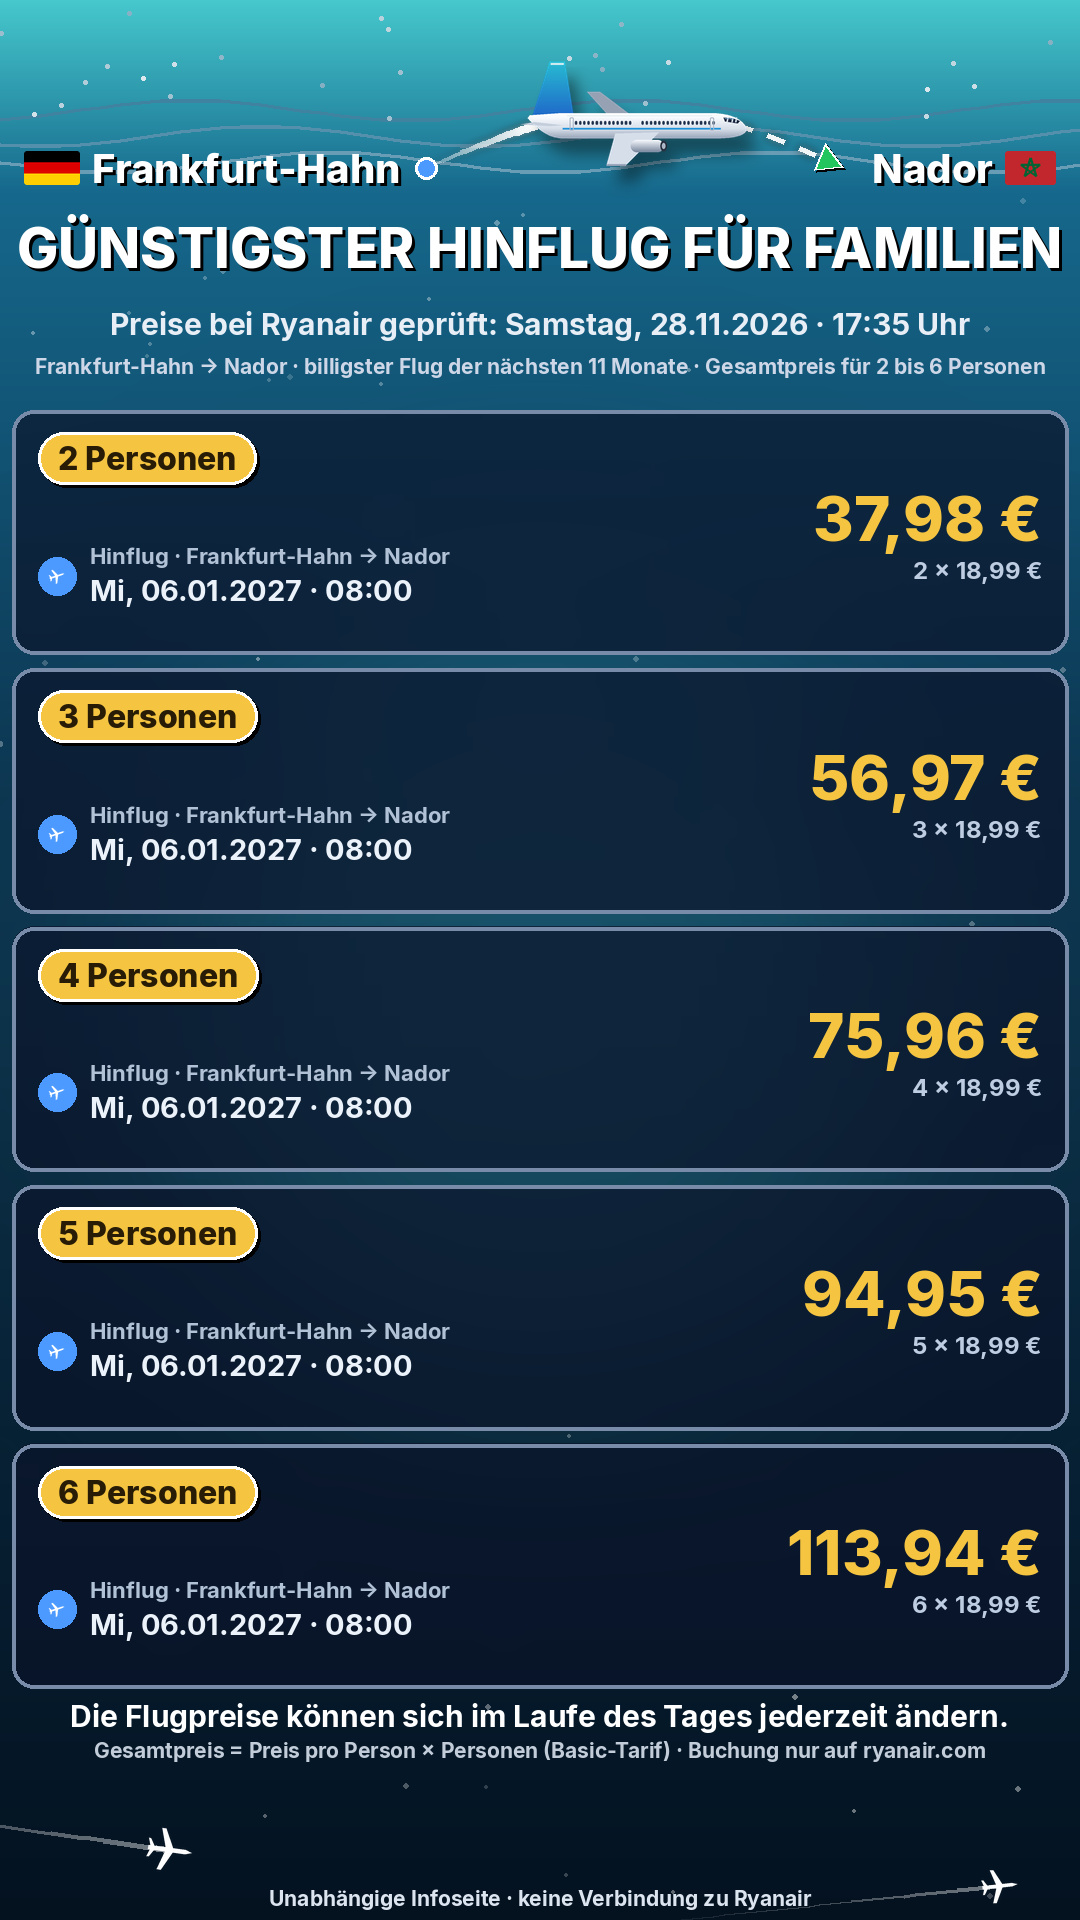 Frankfurt-Hahn
Nador
GÜNSTIGSTER HINFLUG FÜR FAMILIEN
Preise bei Ryanair geprüft: Samstag, 28.11.2026 · 17:35 Uhr
Frankfurt-Hahn → Nador · billigster Flug der nächsten 11 Monate · Gesamtpreis für 2 bis 6 Personen
2 Personen
37,98 €
2 × 18,99 €
Hinflug · Frankfurt-Hahn → Nador
Mi, 06.01.2027 · 08:00
3 Personen
56,97 €
3 × 18,99 €
Hinflug · Frankfurt-Hahn → Nador
Mi, 06.01.2027 · 08:00
4 Personen
75,96 €
4 × 18,99 €
Hinflug · Frankfurt-Hahn → Nador
Mi, 06.01.2027 · 08:00
5 Personen
94,95 €
5 × 18,99 €
Hinflug · Frankfurt-Hahn → Nador
Mi, 06.01.2027 · 08:00
6 Personen
113,94 €
6 × 18,99 €
Hinflug · Frankfurt-Hahn → Nador
Mi, 06.01.2027 · 08:00
Die Flugpreise können sich im Laufe des Tages jederzeit ändern.
Gesamtpreis = Preis pro Person × Personen (Basic-Tarif) · Buchung nur auf ryanair.com
Unabhängige Infoseite · keine Verbindung zu Ryanair